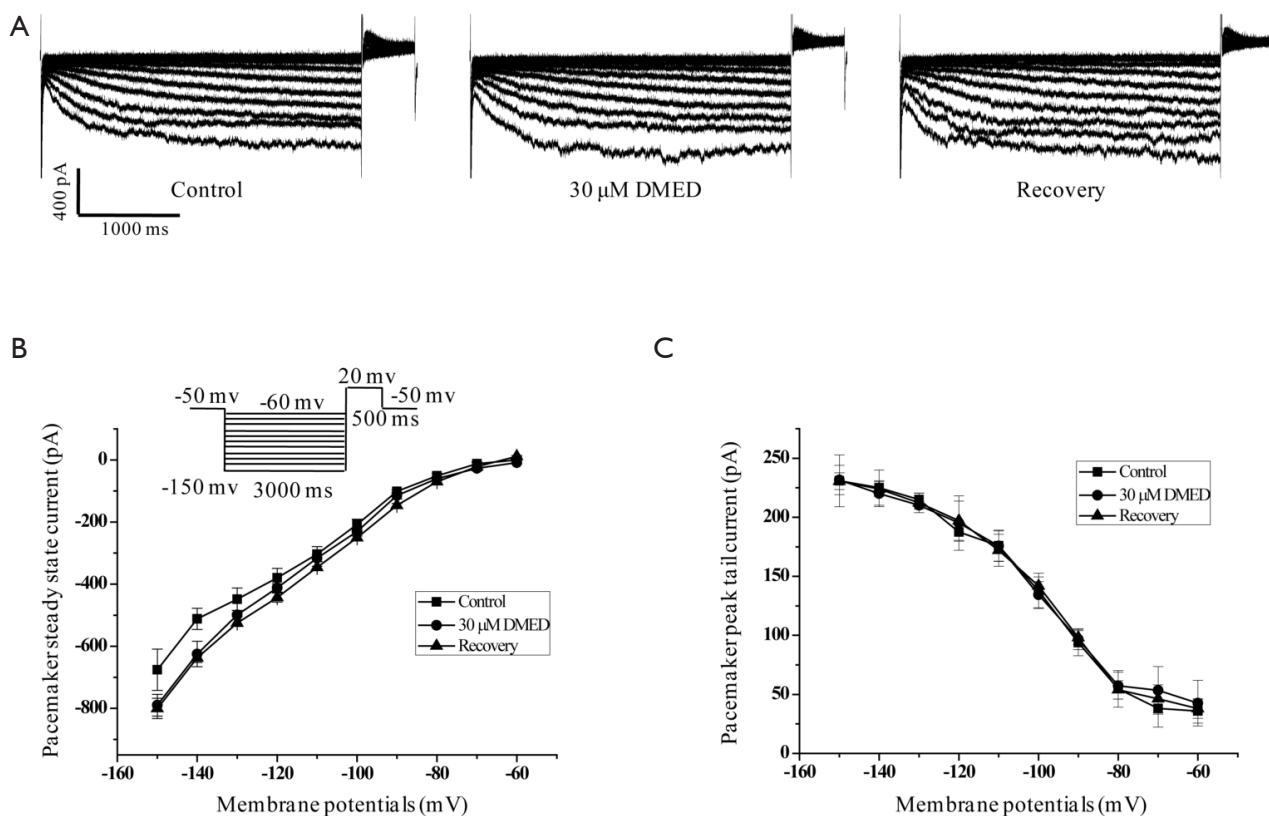 A
400 pA
1000 ms
Control
30 μM DMED
Recovery
B
20 mv
-50 mv
-60 mv
-50 mv
500 ms
-150 mv
3000 ms
Pacemaker steady state current (pA)
0
-200
-400
-600
-800
Control
30 μM DMED
Recovery
-160
-140
-120
-100
-80
-60
Membrane potentials (mV)
C
Pacemaker peak tail current (pA)
250
200
150
100
50
0
Control
30 μM DMED
Recovery
-160
-140
-120
-100
-80
-60
Membrane potentials (mV)